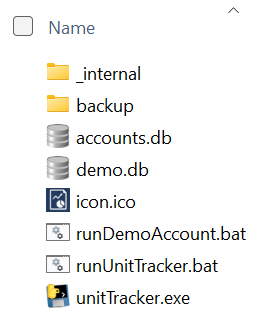 Name
_internal
backup
accounts.db
demo.db
icon.ico
runDemoAccount.bat
runUnitTracker.bat
unitTracker.exe